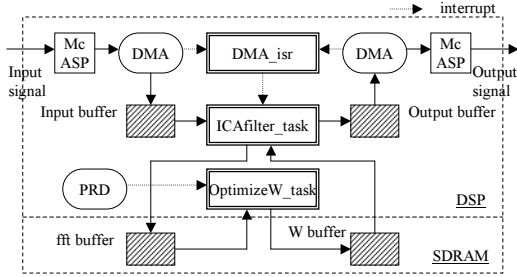 interrupt
Mc
ASP
DMA
DMA_isr
DMA
Mc
ASP
Input
signal
Output
signal
Input buffer
Output buffer
ICAfilter_task
PRD
OptimizeW_task
DSP
fft buffer
W buffer
SDRAM